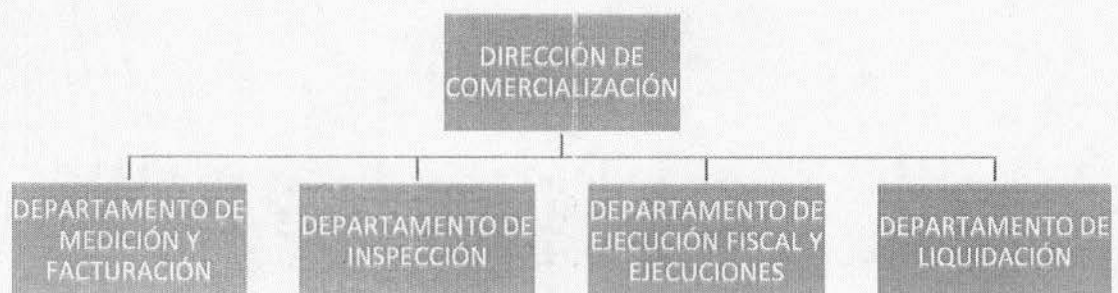 DIRECCIÓN DE
COMERCIALIZACIÓN
DEPARTAMENTO DE
MEDICIÓN Y
FACTURACIÓN
DEPARTAMENTO DE
INSPECCIÓN
DEPARTAMENTO DE
EJECUCIÓN FISCAL Y
EJECUCIONES
DEPARTAMENTO DE
LIQUIDACIÓN